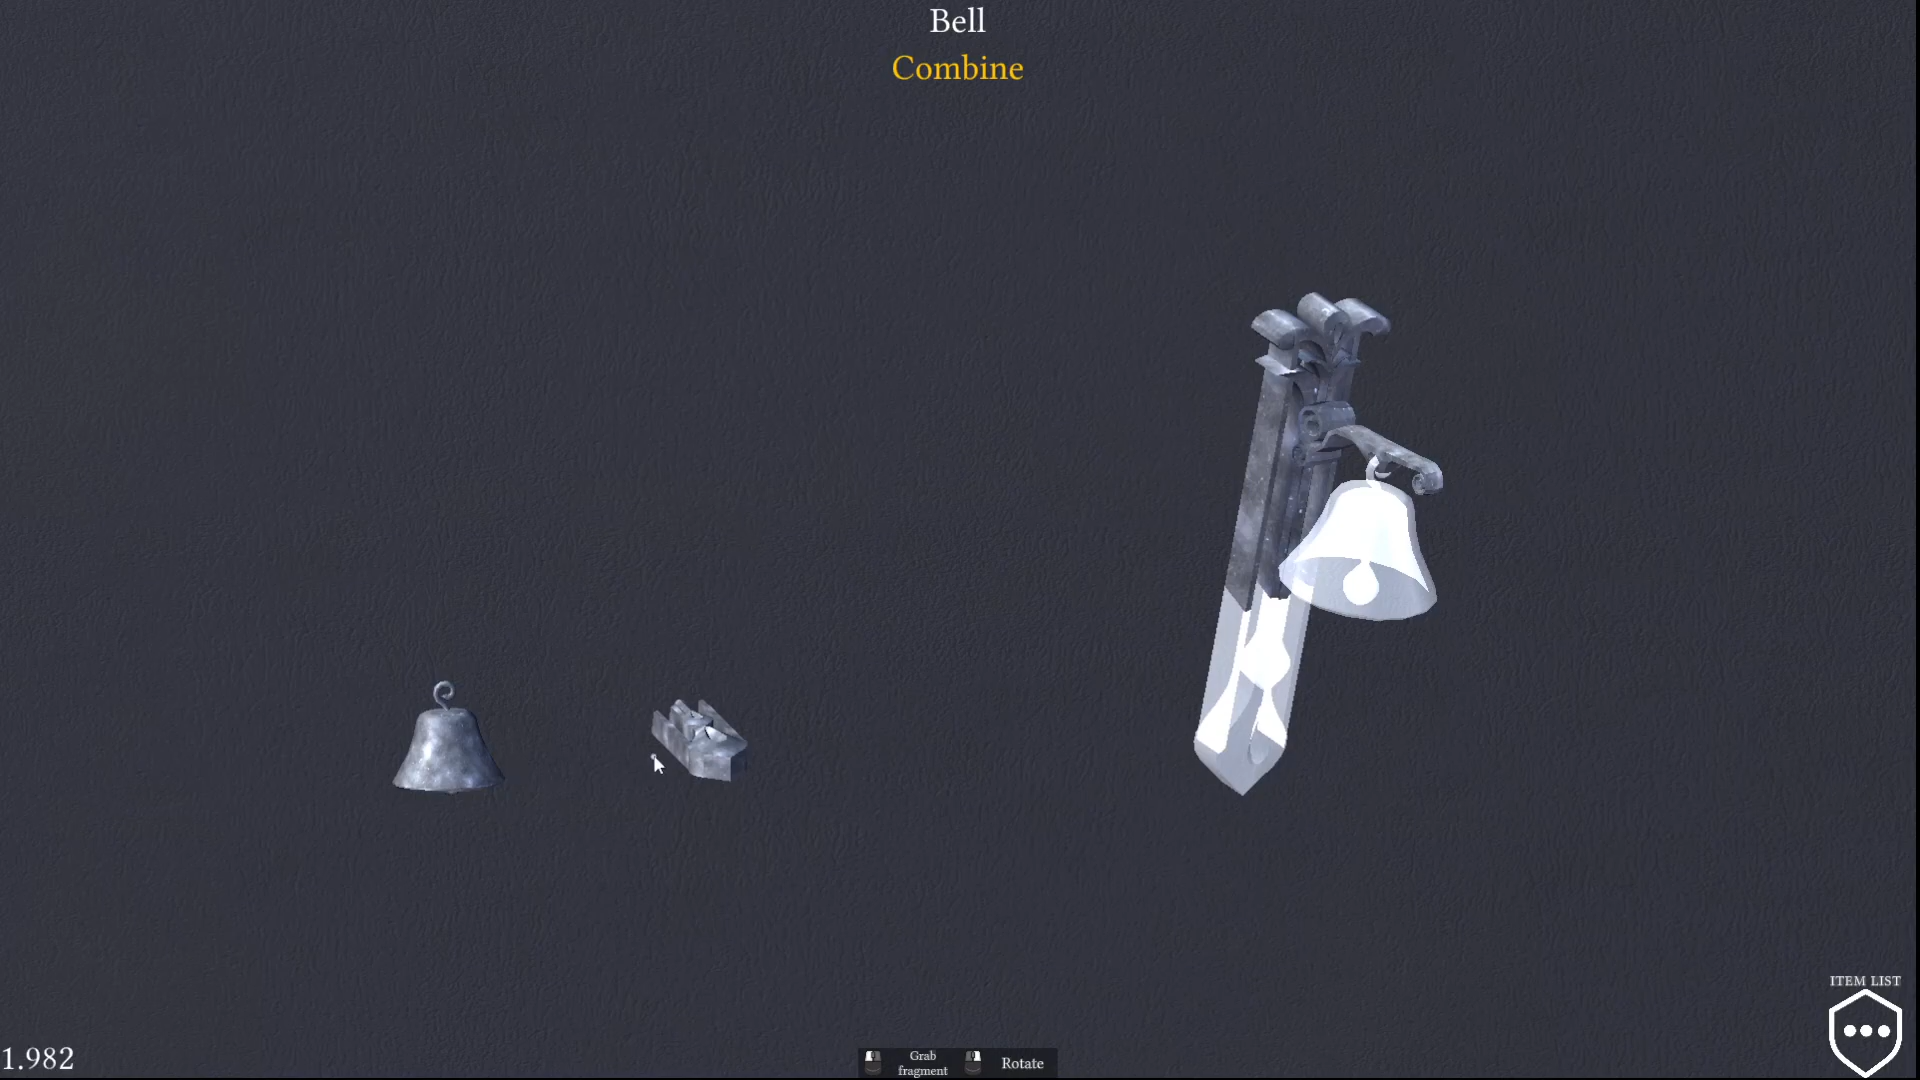 Bell
Combine
ITEM LIST
1.982
Grab
fragment
Rotate